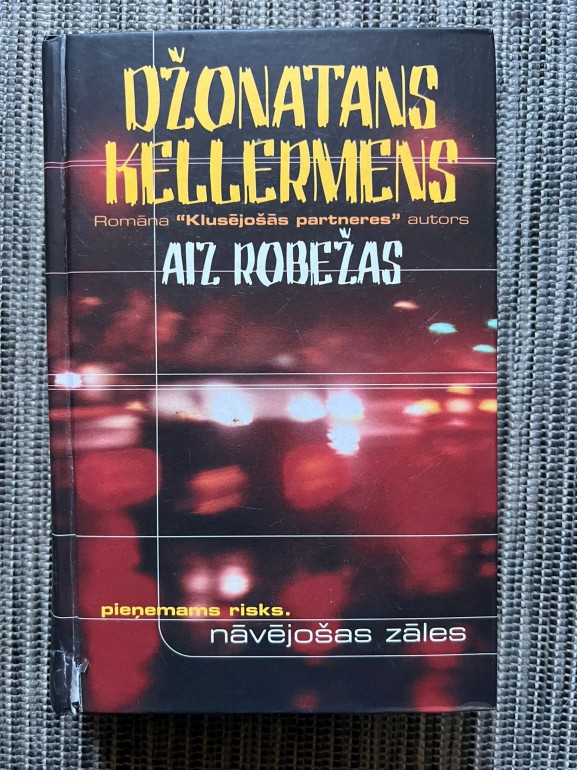 DŽONATANS
KELLERMENS
Romāna "Klusējošās partneres" autors
AIZ ROBEŽAS
pieņemams risks.
nāvējošas zāles